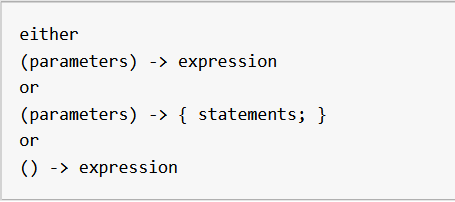 either
(parameters) -> expression
or
(parameters) -> { statements; }
or
() -> expression